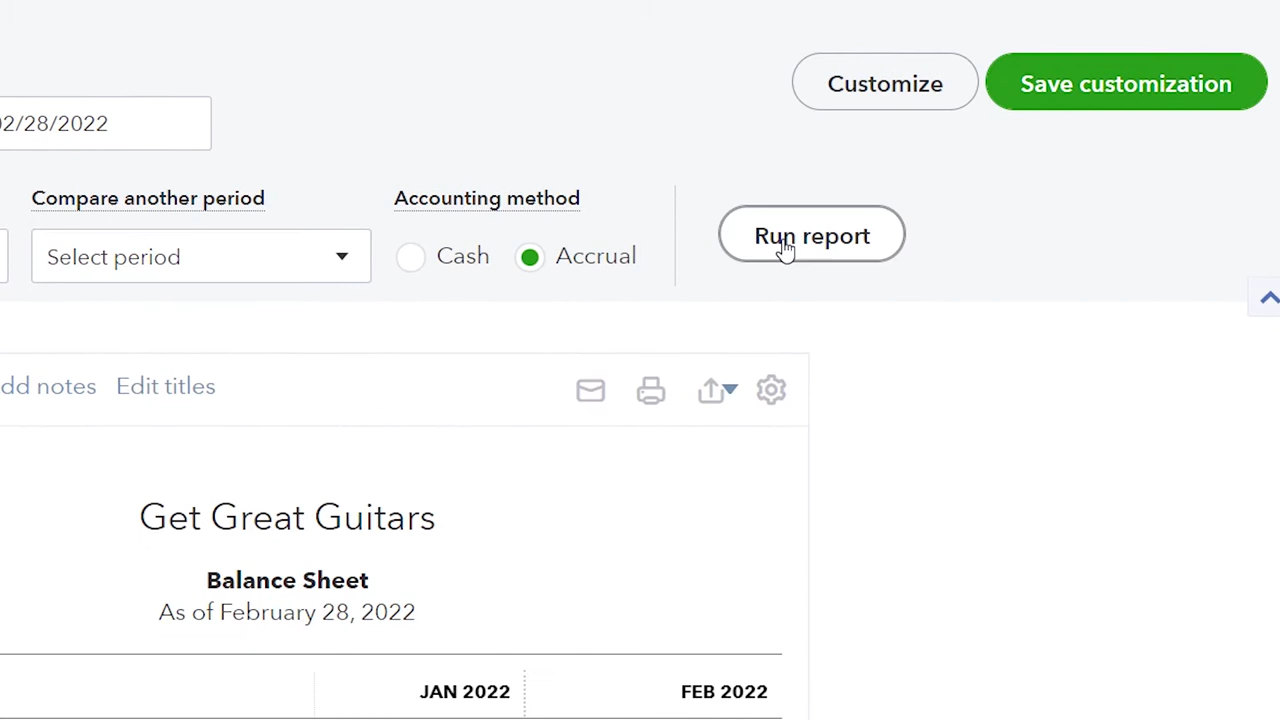 Customize
Save customization
02/28/2022
Compare another period
Accounting method
Select period
Cash
Accrual
Run report
dd notes
Edit titles
Get Great Guitars
Balance Sheet
As of February 28, 2022
JAN 2022
FEB 2022